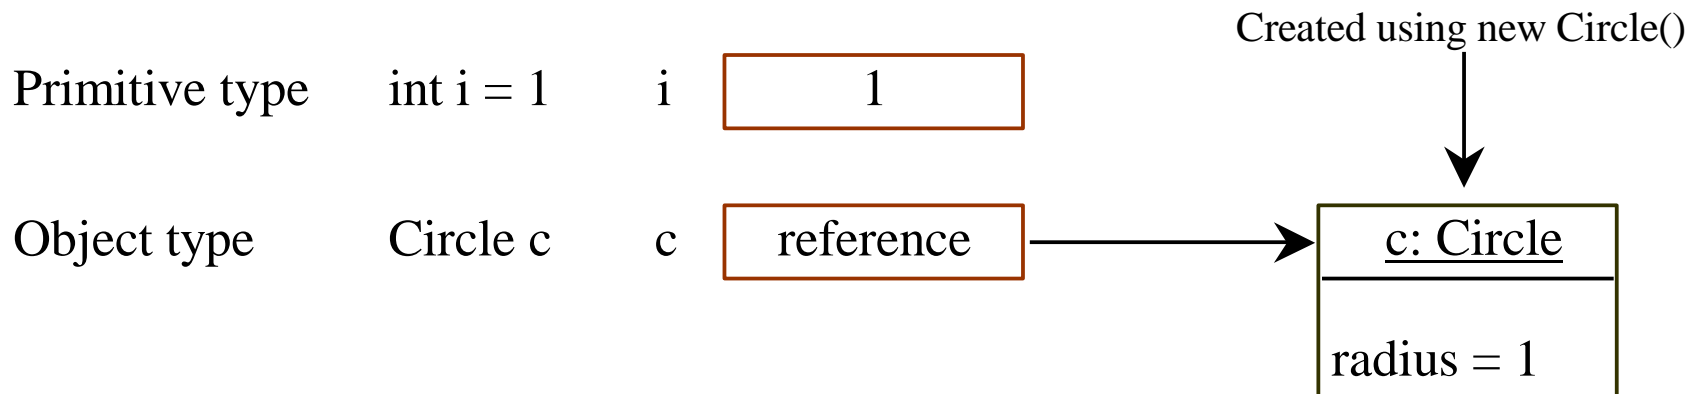 Created using new Circle()
Primitive type int i = 1 i 1
Object type Circle c c reference c: Circle
radius = 1